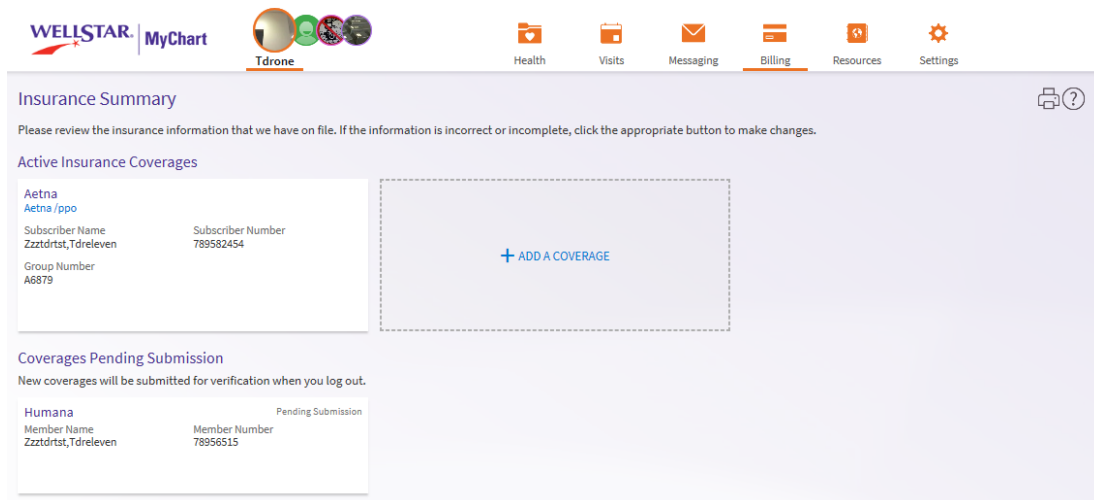 WELLSTAR. MyChart
Tdrone
Health Visits Messaging Billing Resources Settings
Insurance Summary
Please review the insurance information that we have on file. If the information is incorrect or incomplete, click the appropriate button to make changes.
Active Insurance Coverages
Aetna
Aetna /ppo
Subscriber Name Subscriber Number
Zzztdrtst,Tdreleven 789582454
Group Number
A6879
+ ADD A COVERAGE
Coverages Pending Submission
New coverages will be submitted for verification when you log out.
Humana Pending Submission
Member Name Member Number
Zzztdrtst,Tdreleven 78956515